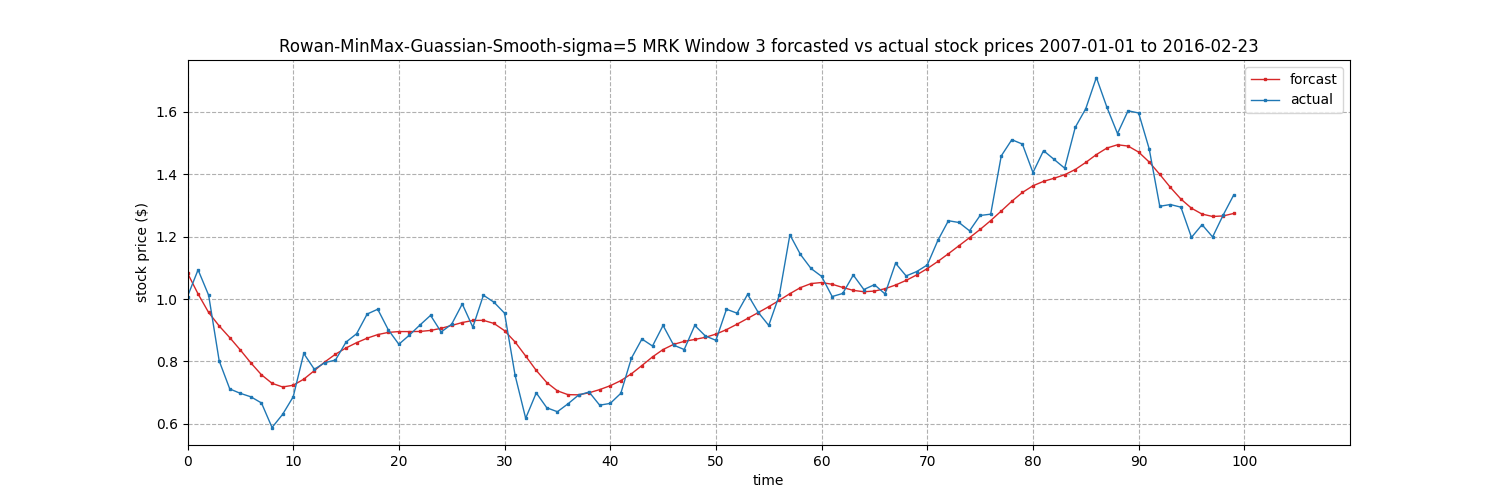 Rowan-MinMax-Guassian-Smooth-sigma=5 MRK Window 3 forcasted vs actual stock prices 2007-01-01 to 2016-02-23
forcast
actual
stock price ($)
1.6
1.4
1.2
1.0
0.8
0.6
0 10 20 30 40 50 60 70 80 90 100
time